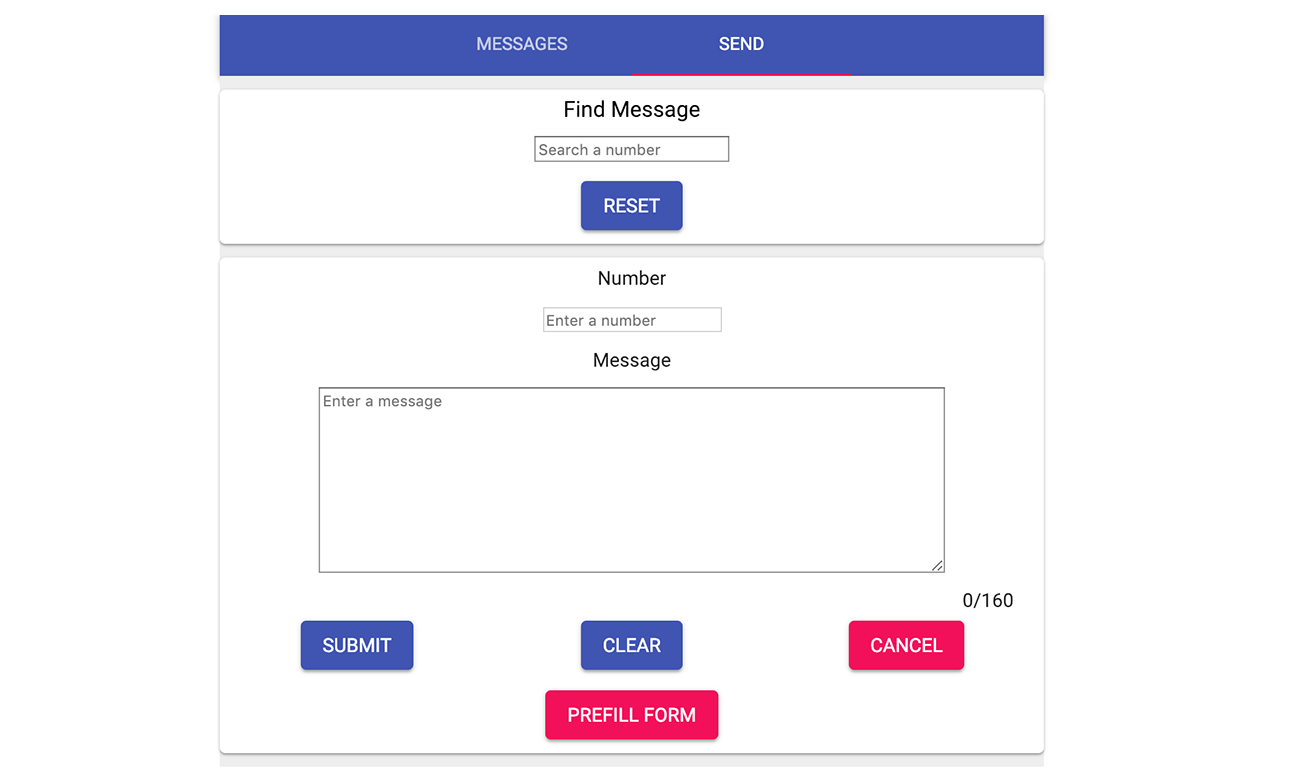 MESSAGES SEND
Find Message
Search a number
RESET
Number
Enter a number
Message
Enter a message
0/160
SUBMIT CLEAR CANCEL
PREFILL FORM